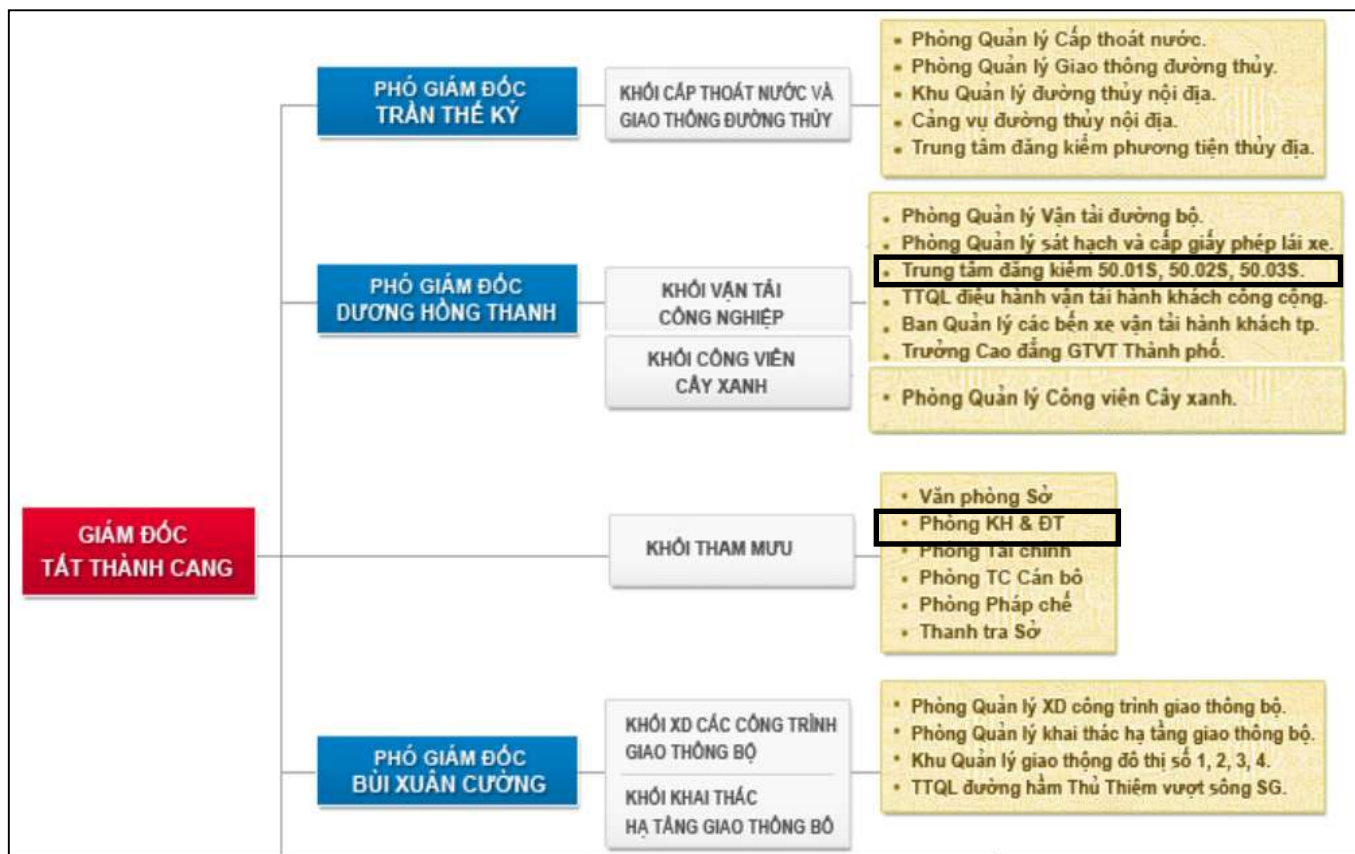 PHÓ GIÁM ĐỐC
TRẦN THẾ KỶ
KHỐI CẤP THOÁT NƯỚC VÀ
GIAO THÔNG ĐƯỜNG THỦY
Phòng Quản lý Cấp thoát nước.
Phòng Quản lý Giao thông đường thủy.
Khu Quản lý đường thủy nội địa.
Cảng vụ đường thủy nội địa.
Trung tâm đăng kiểm phương tiện thủy địa.
PHÓ GIÁM ĐỐC
DƯƠNG HỒNG THANH
KHỐI VẬN TẢI
CÔNG NGHIỆP
Phòng Quản lý Vận tải đường bộ.
Phòng Quản lý sát hạch và cấp giấy phép lái xe.
Trung tâm đăng kiểm 50.01S, 50.02S, 50.03S.
TTQL điều hành vận tải hành khách công cộng.
Ban Quản lý các bến xe vận tải hành khách tp.
Trưởng Cao đẳng GTVT Thành phố.
KHỐI CÔNG VIÊN
CÂY XANH
Phòng Quản lý Công viên Cây xanh.
GIÁM ĐỐC
TẤT THÀNH CANG
KHỐI THAM MƯU
Văn phòng Sở
Phòng KH & ĐT
Phòng Tài chính
Phòng TC Cán bộ
Phòng Pháp chế
Thanh tra Sở
PHÓ GIÁM ĐỐC
BÙI XUÂN CƯỜNG
KHỐI XD CÁC CÔNG TRÌNH
GIAO THÔNG BỘ
KHỐI KHAI THÁC
HẠ TẦNG GIAO THÔNG BỘ
Phòng Quản lý XD công trình giao thông bộ.
Phòng Quản lý khai thác hạ tầng giao thông bộ.
Khu Quản lý giao thộng đô thị số 1, 2, 3, 4.
TTQL đường hầm Thủ Thiêm vượt sông SG.